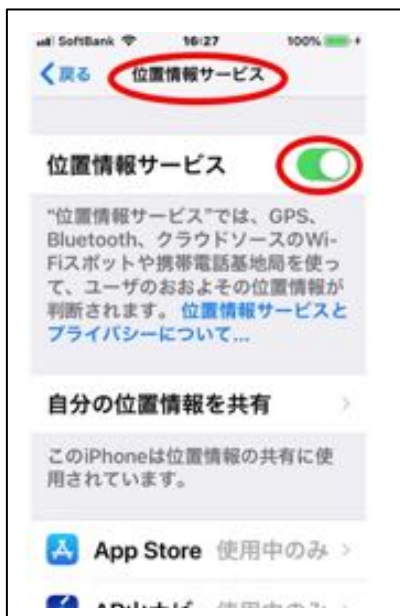 SoftBank 16:27 100%
戻る 位置情報サービス
位置情報サービス
"位置情報サービス"では、GPS、
Bluetooth、クラウドソースのWi-
Fiスポットや携帯電話基地局を使っ
て、ユーザのおおよその位置情報が
判断されます。位置情報サービスと
プライバシーについて...
自分の位置情報を共有
このiPhoneは位置情報の共有に使
用されています。
App Store 使用中のみ
使用中のみ